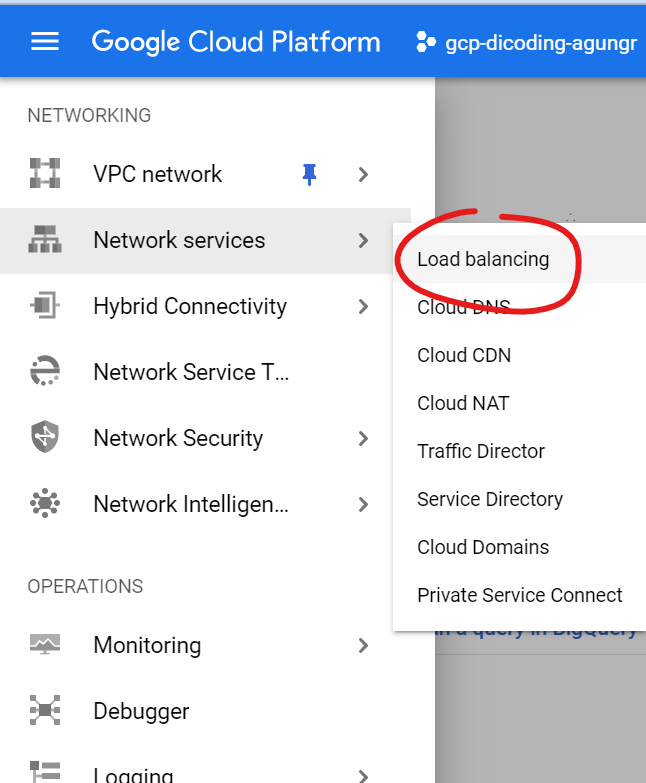 Google Cloud Platform
gcp-dicoding-agungr
NETWORKING
VPC network
Network services
Hybrid Connectivity
Network Service T...
Network Security
Network Intelligen...
OPERATIONS
Monitoring
Debugger
Logging
Load balancing
Cloud DNS
Cloud CDN
Cloud NAT
Traffic Director
Service Directory
Cloud Domains
Private Service Connect
a query in BigQuery